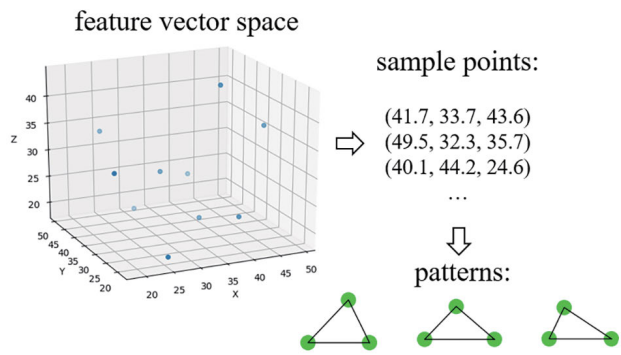 feature vector space
40
35
30
25
20
Z
50
45
40
35
30
25
20
Y
20
25
30
35
40
45
50
X
sample points:
(41.7, 33.7, 43.6)
(49.5, 32.3, 35.7)
(40.1, 44.2, 24.6)
...
patterns: